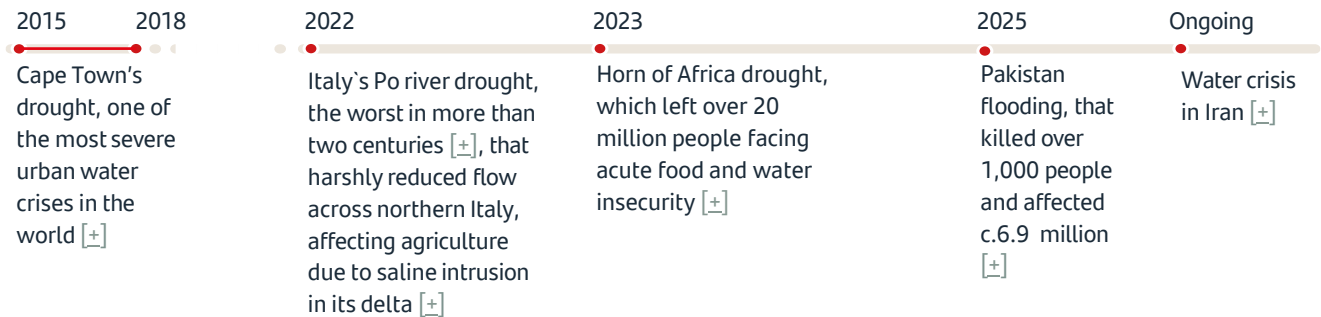 2015
2018
2022
2023
2025
Ongoing
Cape Town’s
drought, one of
the most severe
urban water
crises in the
world [+]
Italy`s Po river drought,
the worst in more than
two centuries [+], that
harshly reduced flow
across northern Italy,
affecting agriculture
due to saline intrusion
in its delta [+]
Horn of Africa drought,
which left over 20
million people facing
acute food and water
insecurity [+]
Pakistan
flooding, that
killed over
1,000 people
and affected
c.6.9 million
[+]
Water crisis
in Iran [+]